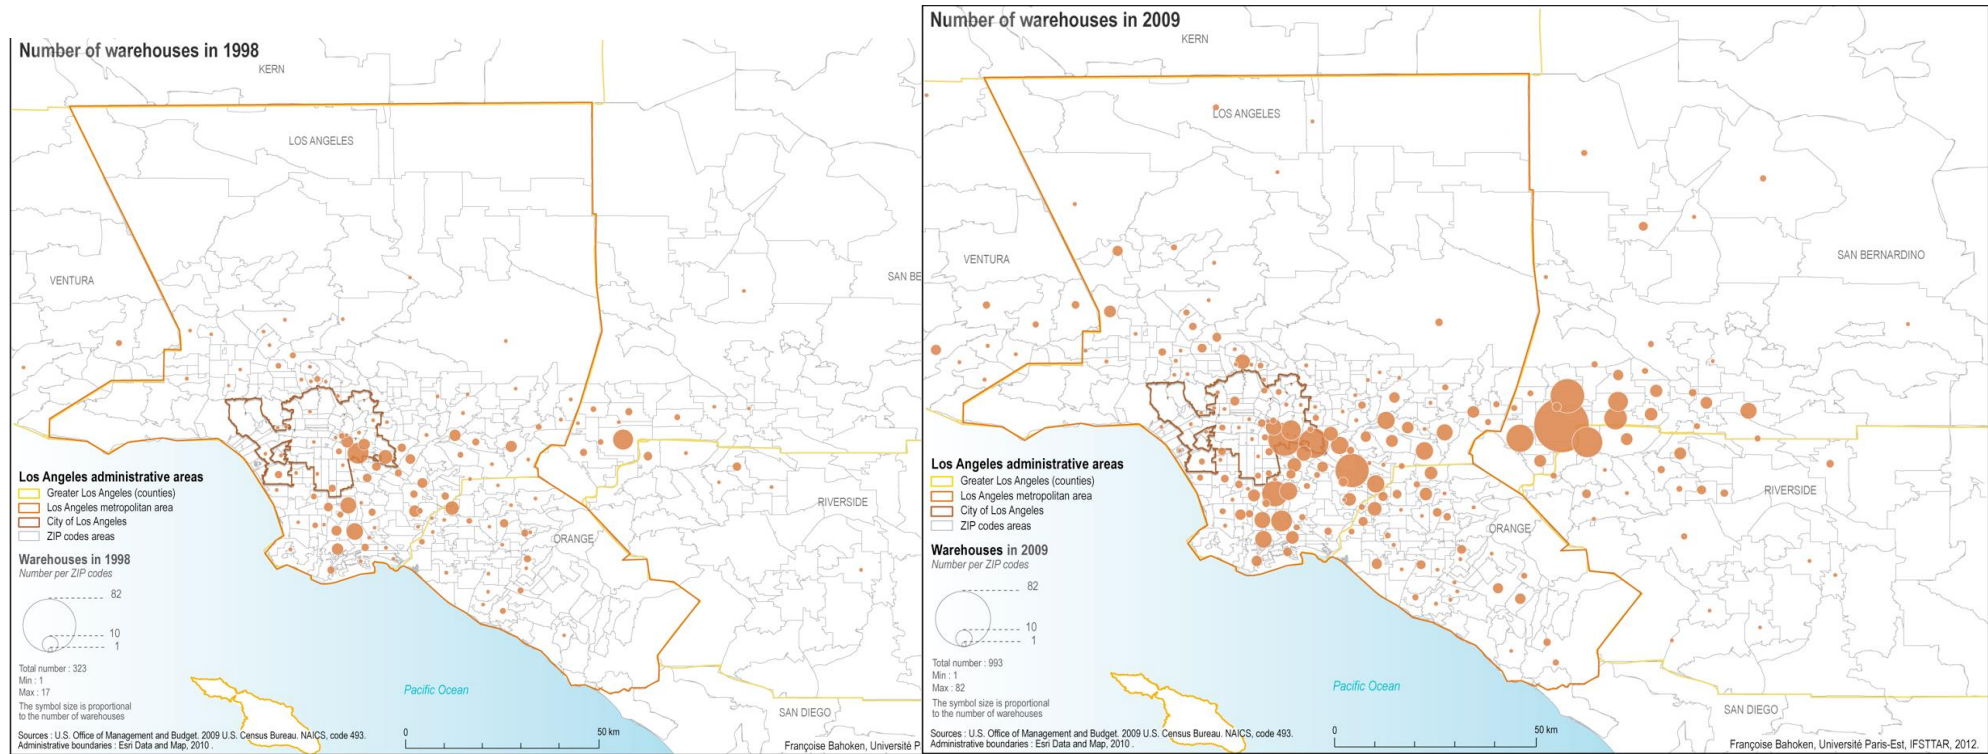 Number of warehouses in 1998
KERN
LOS ANGELES
VENTURA
SAN BE
RIVERSIDE
ORANGE
SAN DIEGO
Pacific Ocean
Los Angeles administrative areas
Greater Los Angeles (counties)
Los Angeles metropolitan area
City of Los Angeles
ZIP codes areas
Warehouses in 1998
Number per ZIP codes
82
10
1
Total number : 323
Min : 1
Max : 17
The symbol size is proportional
to the number of warehouses
Sources : U.S. Office of Management and Budget. 2009 U.S. Census Bureau. NAICS, code 493.
Administrative boundaries : Esri Data and Map, 2010 .
0
50 km
Françoise Bahoken, Université P
Number of warehouses in 2009
KERN
LOS ANGELES
VENTURA
SAN BERNARDINO
RIVERSIDE
ORANGE
SAN DIEGO
Pacific Ocean
Los Angeles administrative areas
Greater Los Angeles (counties)
Los Angeles metropolitan area
City of Los Angeles
ZIP codes areas
Warehouses in 2009
Number per ZIP codes
82
10
1
Total number : 993
Min : 1
Max : 82
The symbol size is proportional
to the number of warehouses
Sources : U.S. Office of Management and Budget. 2009 U.S. Census Bureau. NAICS, code 493.
Administrative boundaries : Esri Data and Map, 2010 .
0
50 km
Françoise Bahoken, Université Paris-Est, IFSTTAR, 2012.